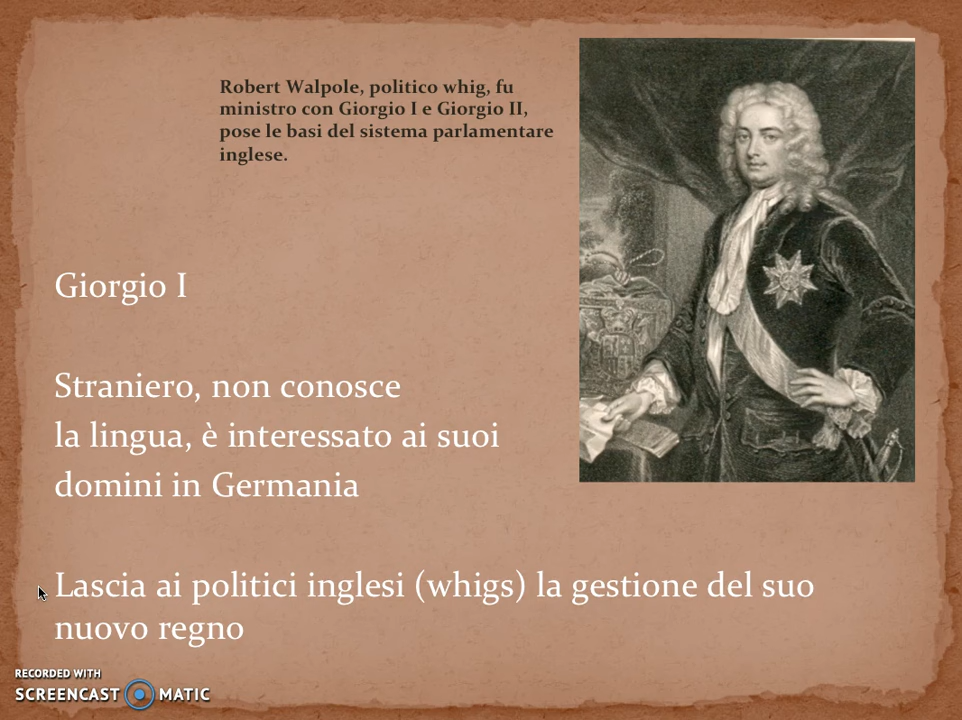 Robert Walpole, politico whig, fu
ministro con Giorgio I e Giorgio II,
pose le basi del sistema parlamentare
inglese.
Giorgio I
Straniero, non conosce
la lingua, è interessato ai suoi
domini in Germania
Lascia ai politici inglesi (whigs) la gestione del suo
nuovo regno
RECORDED WITH
SCREENCAST MATIC